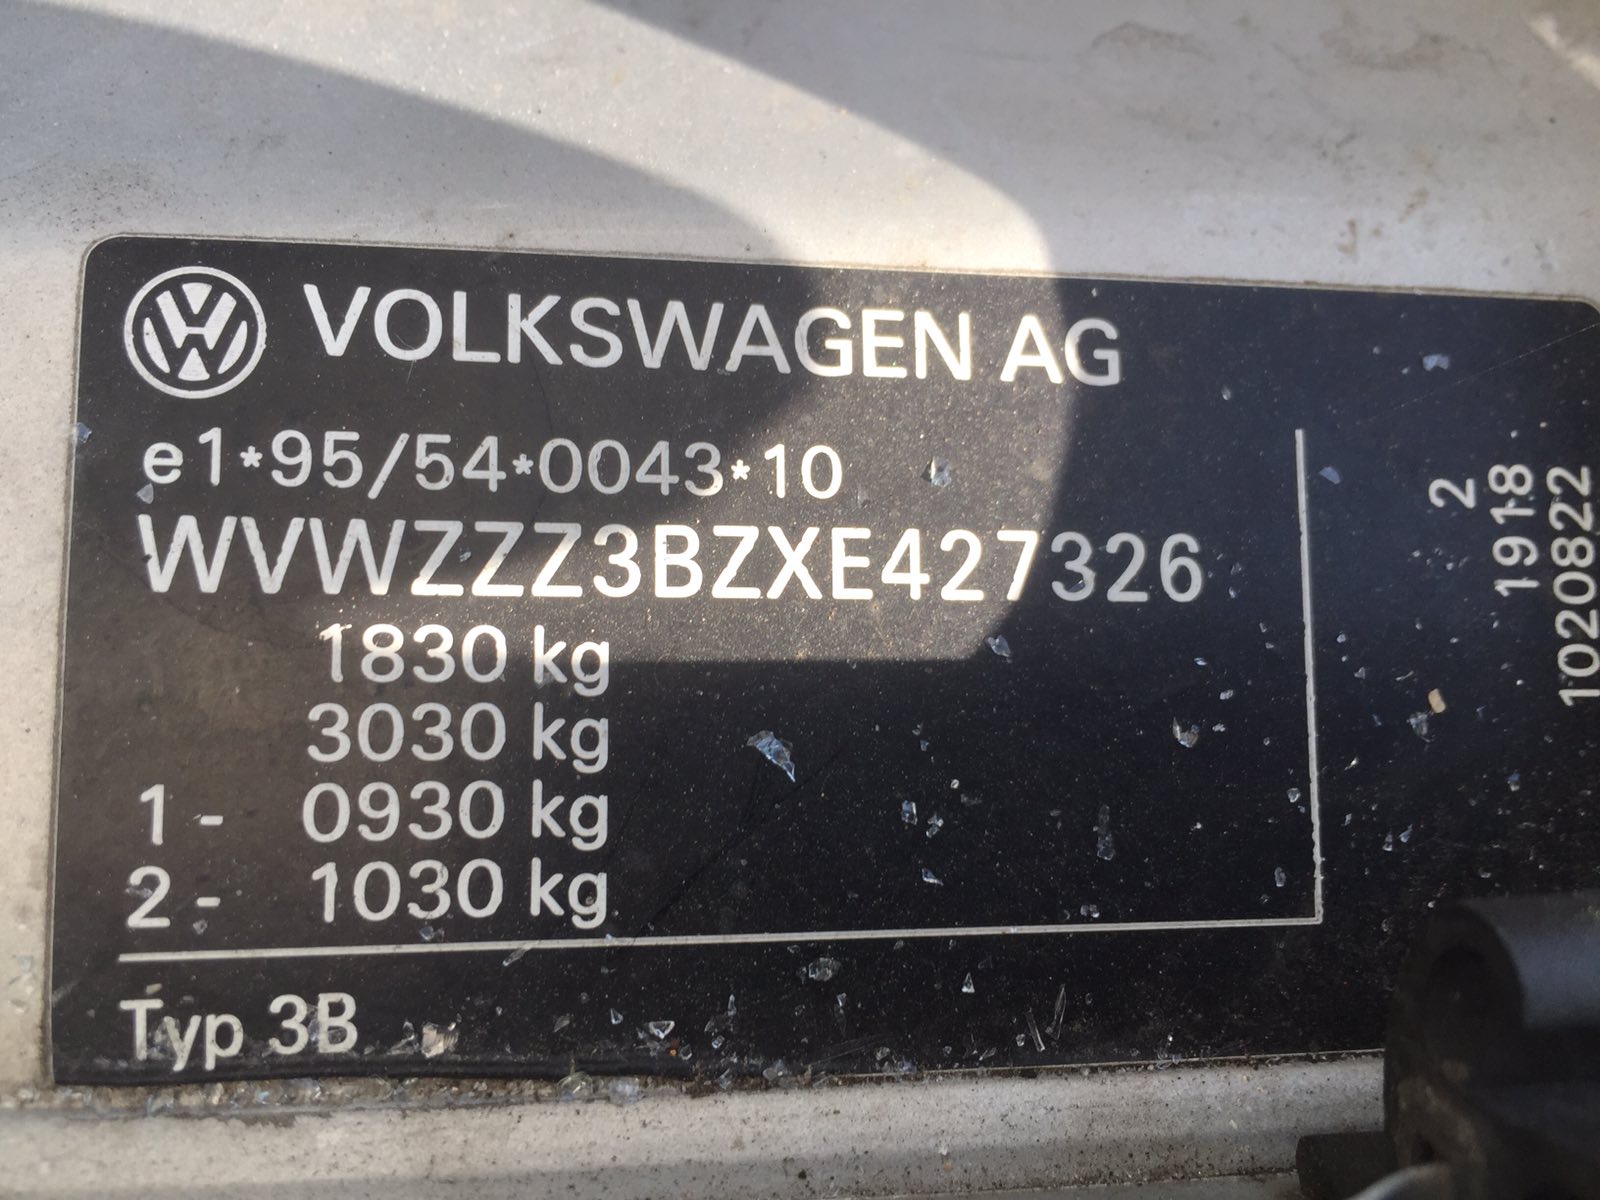 VOLKSWAGEN AG
e1*95/54*0043*10
WVWZZZ3BZXE427326
1830 kg
3030 kg
1 - 0930 kg
2 - 1030 kg
Typ 3B
2
1918
1020822